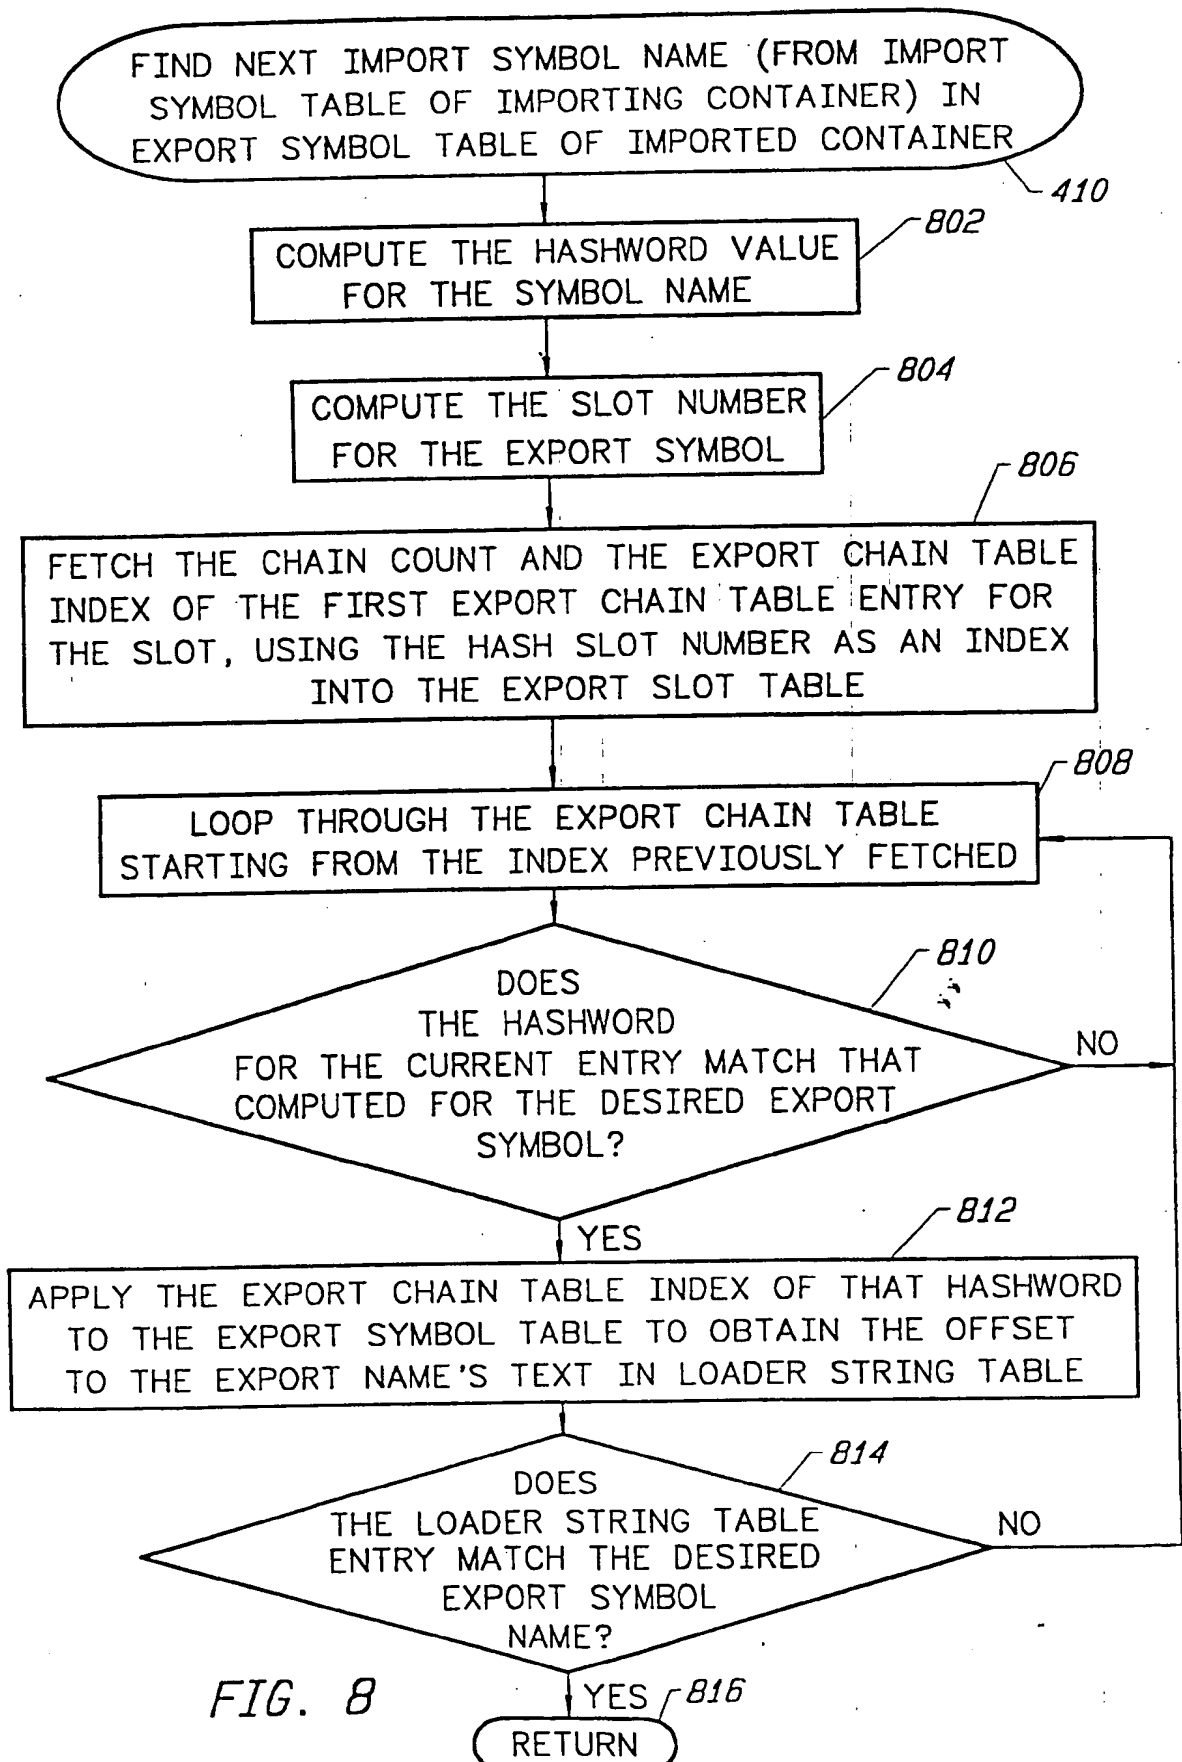 FIND NEXT IMPORT SYMBOL NAME (FROM IMPORT
SYMBOL TABLE OF IMPORTING CONTAINER) IN
EXPORT SYMBOL TABLE OF IMPORTED CONTAINER
410
802
COMPUTE THE HASHWORD VALUE
FOR THE SYMBOL NAME
804
COMPUTE THE SLOT NUMBER
FOR THE EXPORT SYMBOL
806
FETCH THE CHAIN COUNT AND THE EXPORT CHAIN TABLE
INDEX OF THE FIRST EXPORT CHAIN TABLE ENTRY FOR
THE SLOT, USING THE HASH SLOT NUMBER AS AN INDEX
INTO THE EXPORT SLOT TABLE
808
LOOP THROUGH THE EXPORT CHAIN TABLE
STARTING FROM THE INDEX PREVIOUSLY FETCHED
810
DOES
THE HASHWORD
FOR THE CURRENT ENTRY MATCH THAT
COMPUTED FOR THE DESIRED EXPORT
SYMBOL?
NO
YES
812
APPLY THE EXPORT CHAIN TABLE INDEX OF THAT HASHWORD
TO THE EXPORT SYMBOL TABLE TO OBTAIN THE OFFSET
TO THE EXPORT NAME'S TEXT IN LOADER STRING TABLE
814
DOES
THE LOADER STRING TABLE
ENTRY MATCH THE DESIRED
EXPORT SYMBOL
NAME?
NO
YES
816
RETURN
FIG. 8